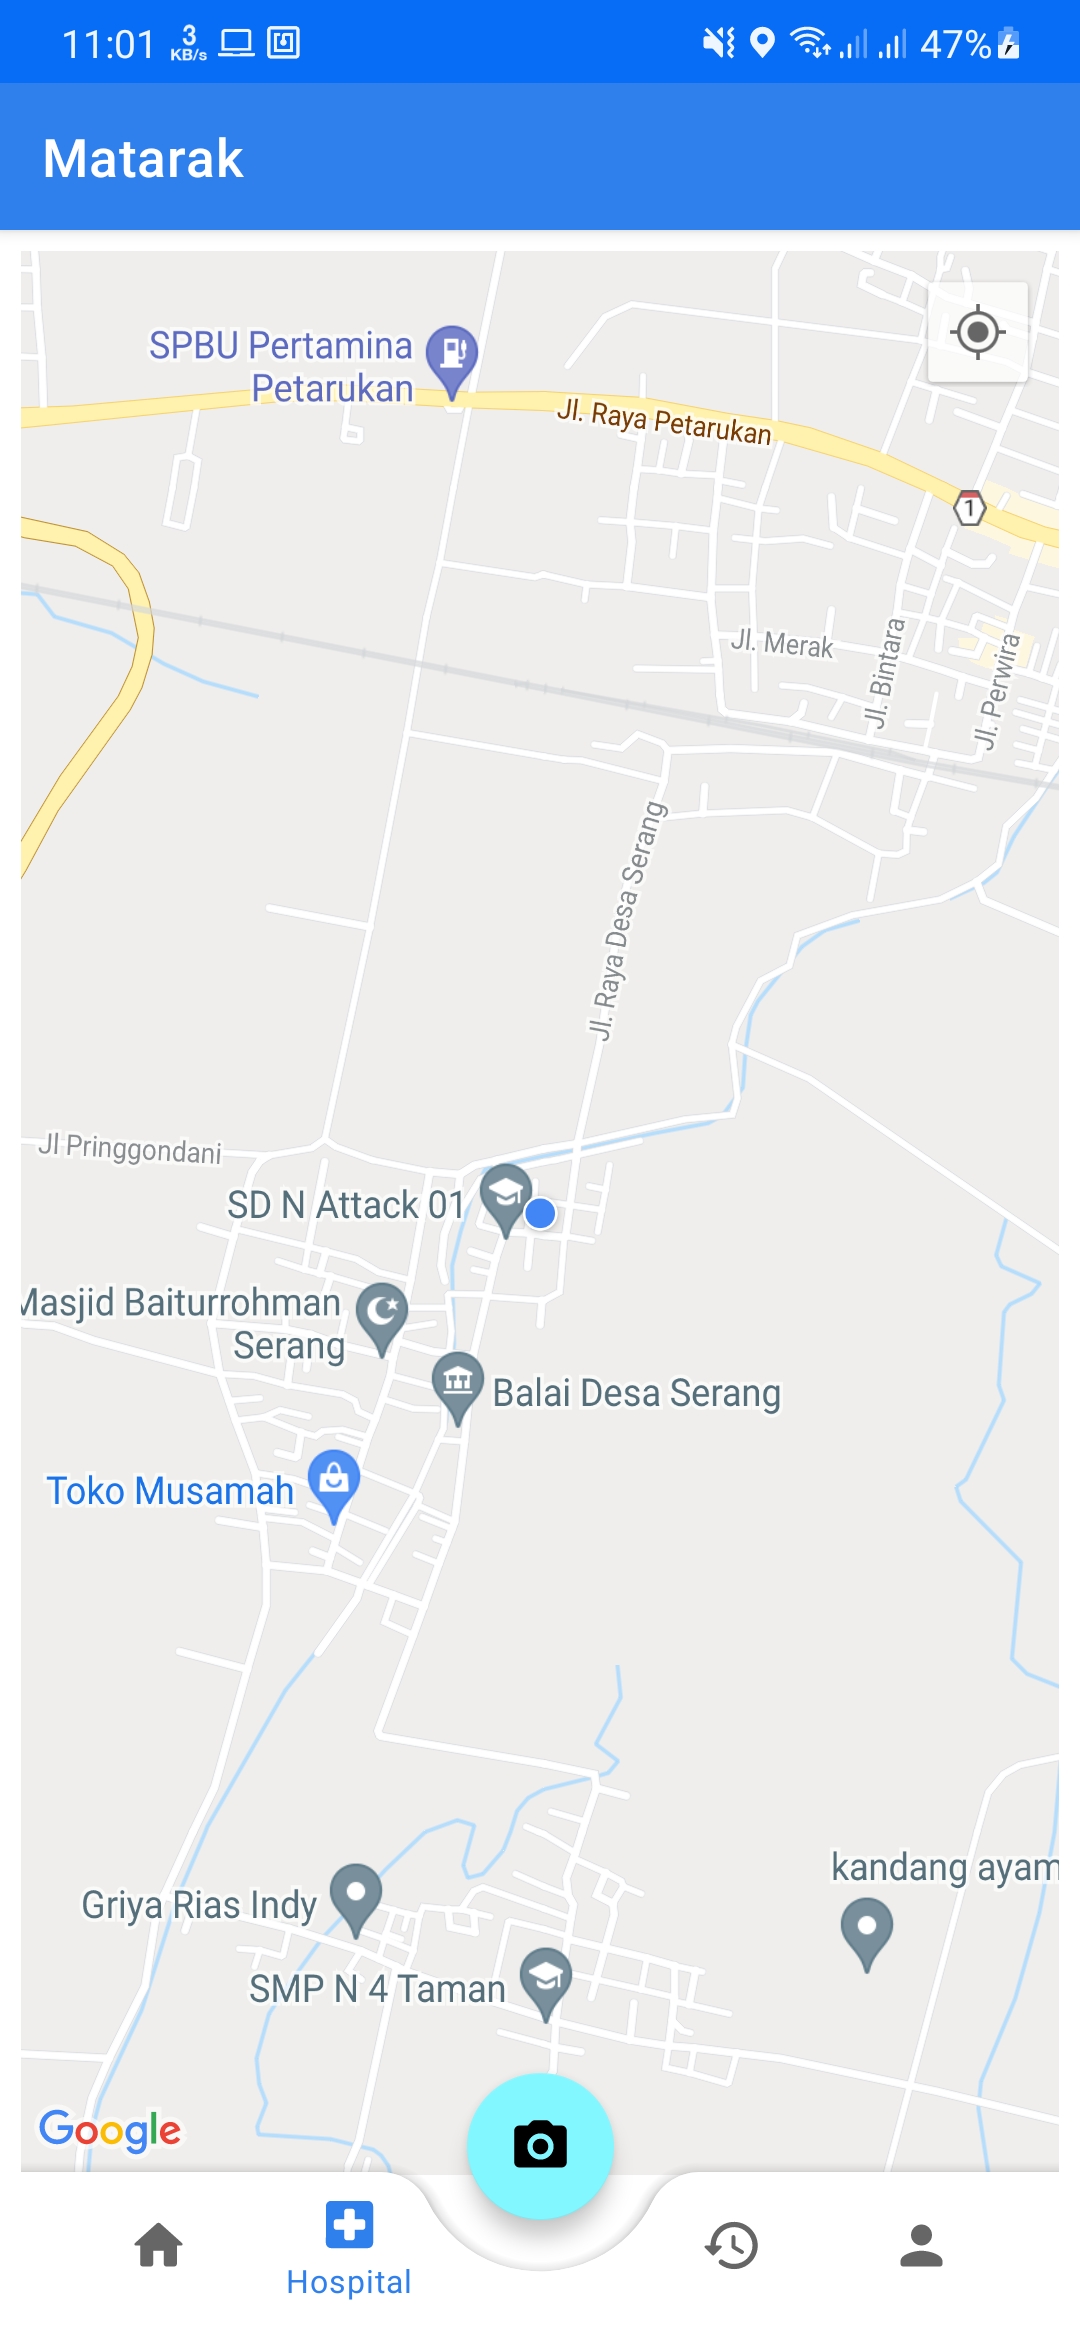 11:01 3 KB/s 47%
Matarak
SPBU Pertamina
Petarukan
Jl. Raya Petarukan
1
Jl. Merak
Jl. Bintara
Jl. Perwira
Jl. Raya Desa Serang
Jl Pringgondani
SD N Attack 01
Masjid Baiturrohman
Serang
Balai Desa Serang
Toko Musamah
kandang ayam
Griya Rias Indy
SMP N 4 Taman
Google
Hospital